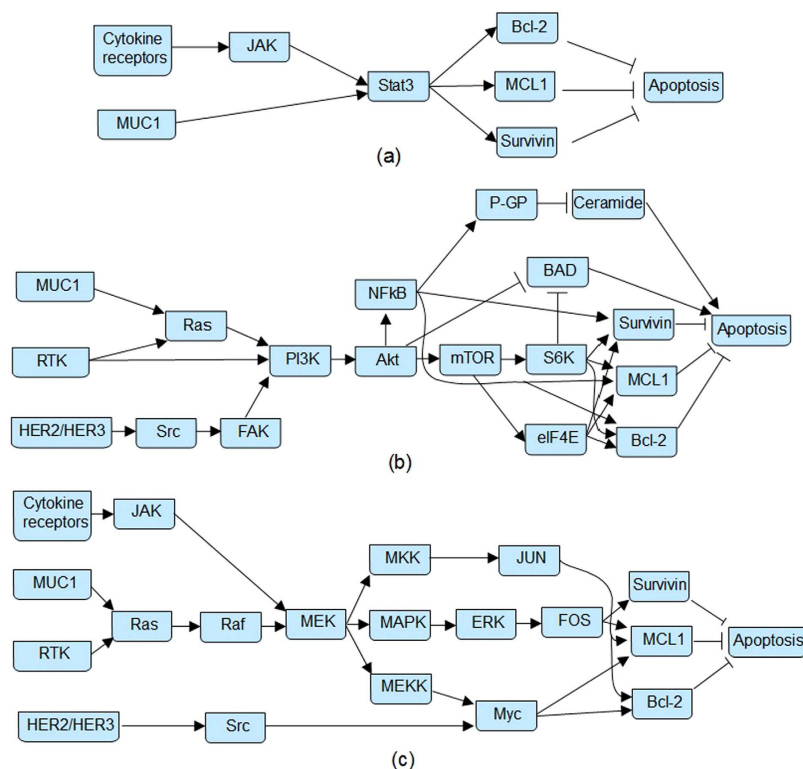 Cytokine
receptors
JAK
Bcl-2
Stat3
MCL1
Apoptosis
MUC1
Survivin
(a)
P-GP
Ceramide
MUC1
NFkB
BAD
Ras
Survivin
Apoptosis
RTK
PI3K
Akt
mTOR
S6K
MCL1
HER2/HER3
Src
FAK
eIF4E
Bcl-2
(b)
Cytokine
receptors
JAK
MKK
JUN
MUC1
Survivin
Ras
Raf
MEK
MAPK
ERK
FOS
MCL1
Apoptosis
RTK
MEKK
Myc
Bcl-2
HER2/HER3
Src
(c)